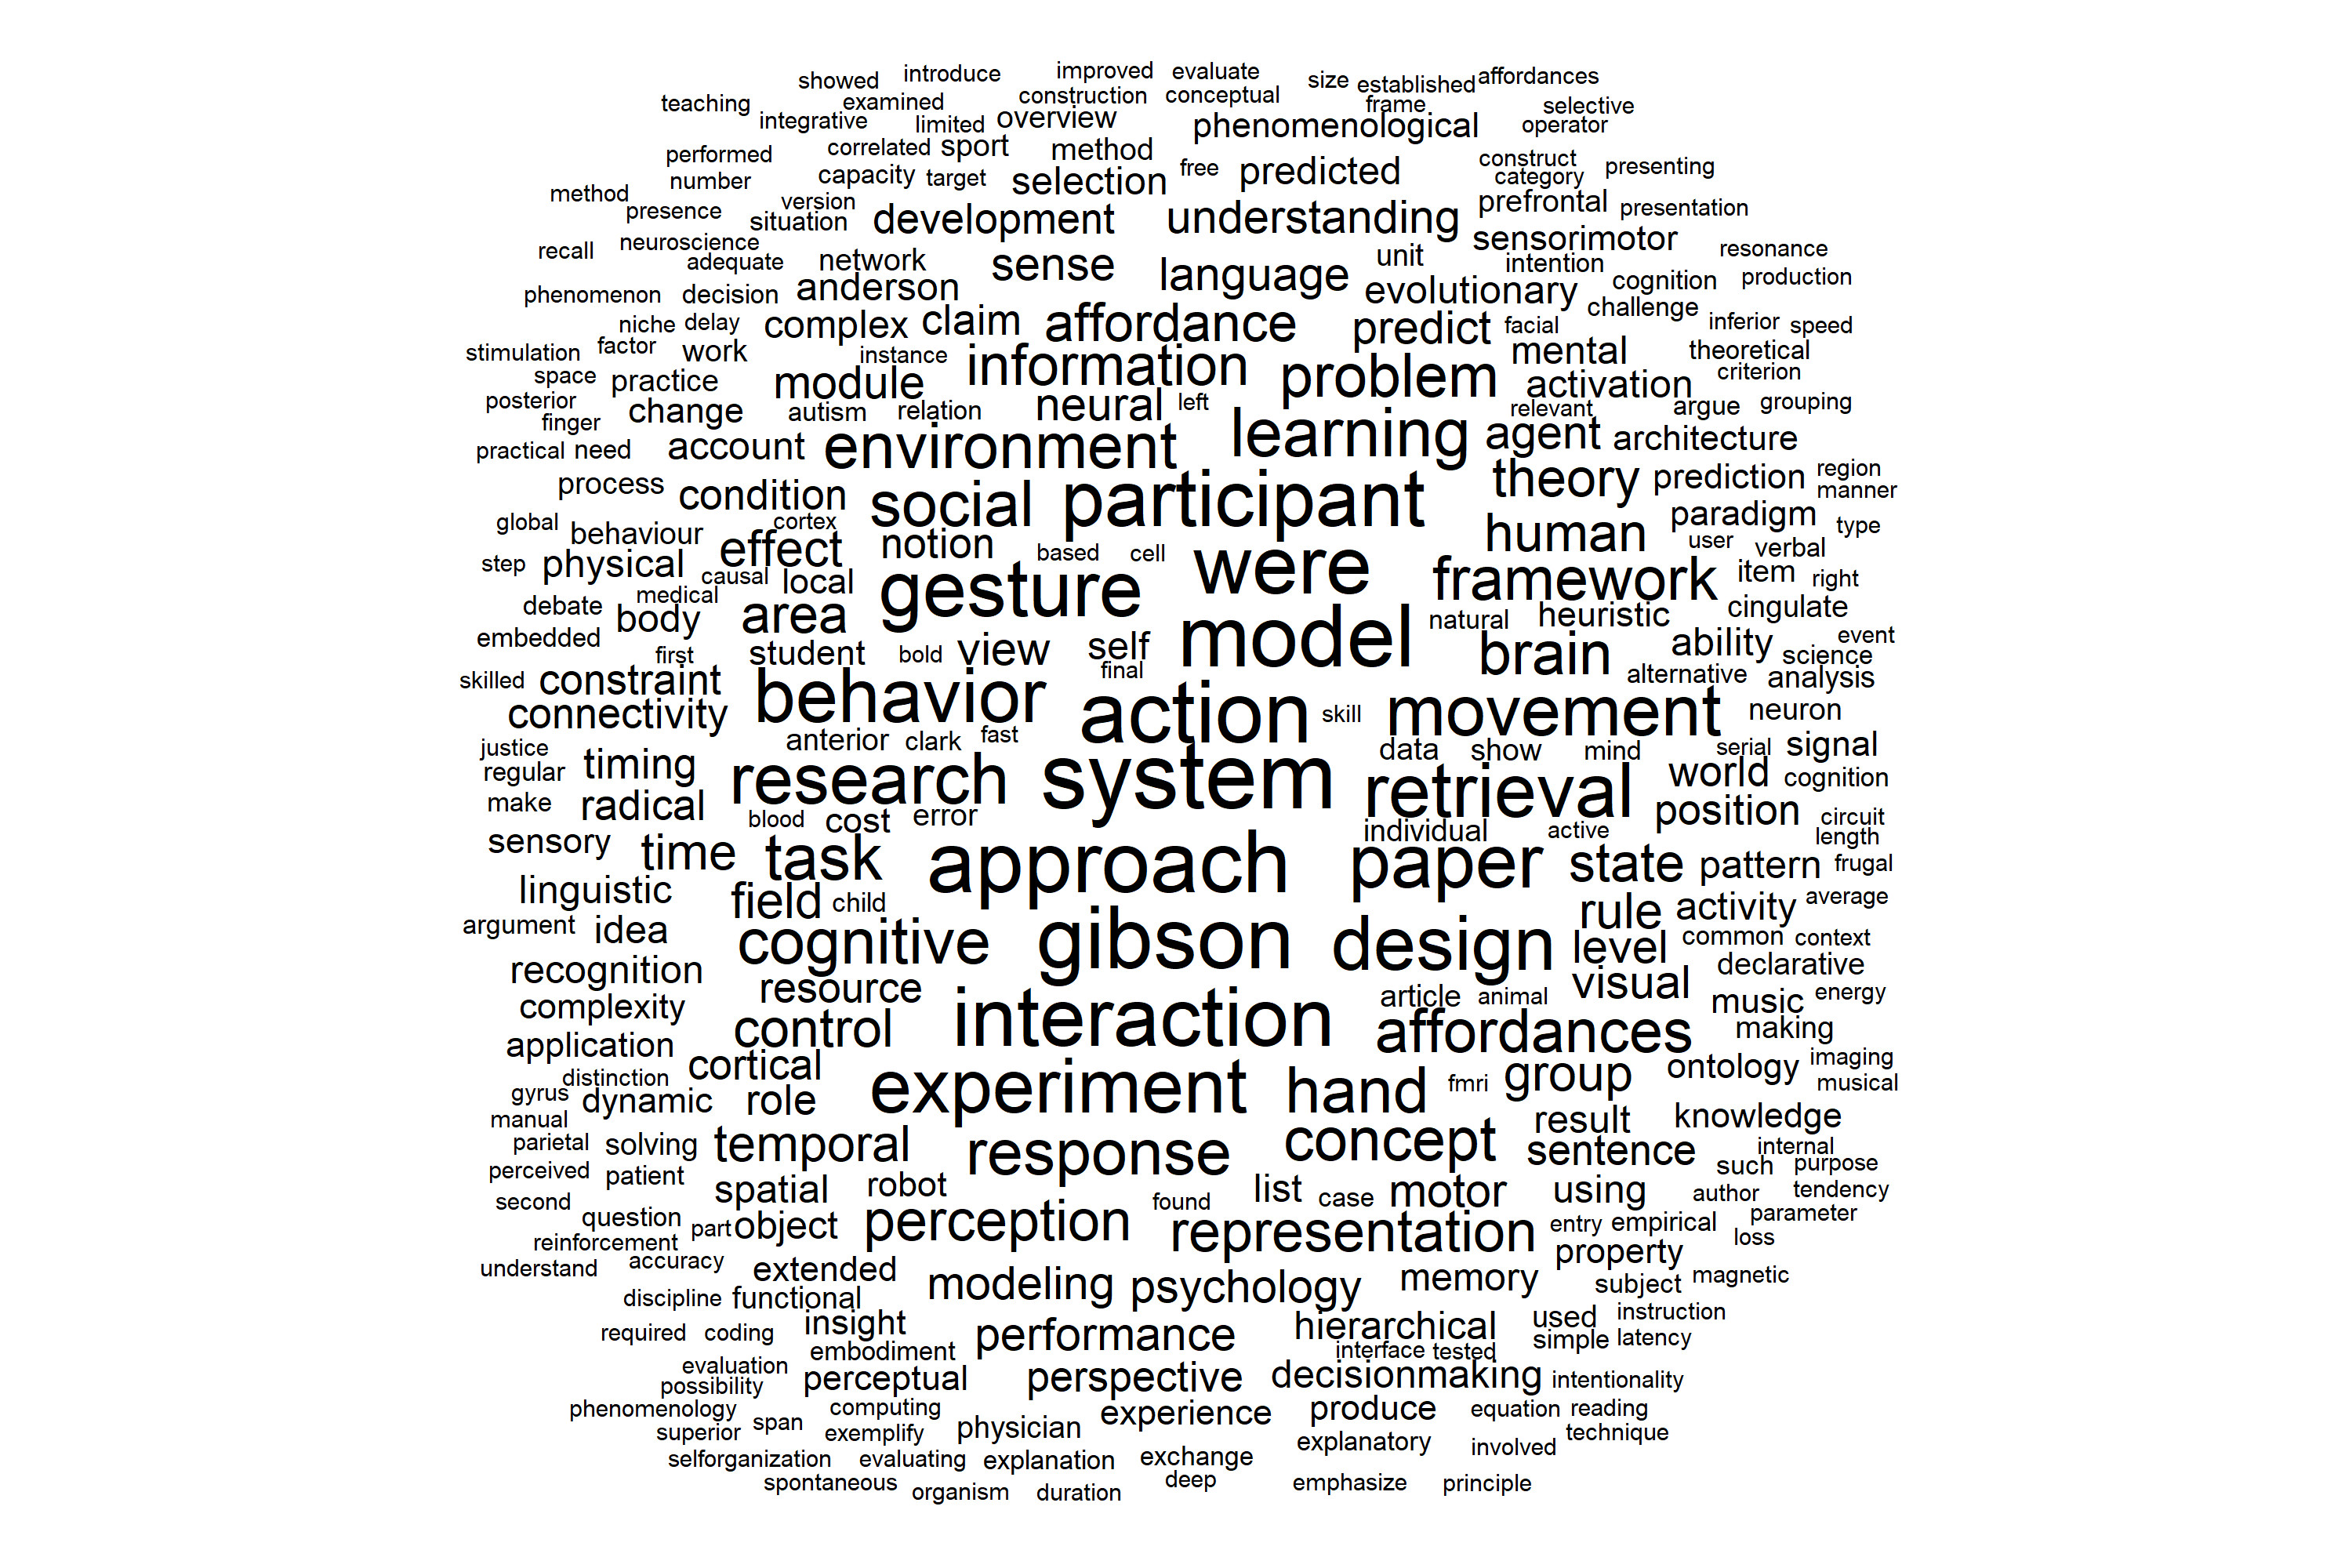 showed introduce improved evaluate size established affordances
teaching examined construction conceptual frame selective
integrative limited overview phenomenological operator
performed correlated sport method free predicted construct presenting
number capacity target selection category
method version prefrontal presentation
presence situation development understanding
recall neuroscience sensorimotor resonance
adequate network sense language unit intention cognition production
phenomenon decision anderson evolutionary challenge
niche delay complex claim affordance predict facial inferior speed
stimulation factor work instance information problem mental theoretical
space practice module activation criterion
posterior change autism relation neural left relevant argue grouping
finger
practical need account environment learning agent architecture
process condition social participant theory prediction region
manner
global behaviour cortex effect notion based cell were human paradigm type
user verbal
step physical causal local gesture framework item right
medical
debate body area model natural heuristic cingulate
embedded first student bold view self final brain ability event
science
skilled constraint behavior action alternative analysis
connectivity skill movement neuron
justice anterior clark fast data show mind serial signal
regular timing research system retrieval world cognition
make radical blood cost error individual active position circuit
length
sensory time task approach paper state pattern frugal
linguistic field child rule activity average
argument idea cognitive gibson design level common context
recognition resource visual declarative
complexity control interaction article animal music energy
application affordances making
distinction cortical experiment hand fmri group ontology imaging
musical
gyrus dynamic role result knowledge
manual
parietal solving temporal response concept sentence internal
perceived patient such purpose
second spatial robot found list case motor using author tendency
question part object perception representation entry empirical parameter
reinforcement property loss
understand accuracy extended modeling psychology memory subject magnetic
discipline functional
required coding insight performance hierarchical used instruction
embodiment interface tested simple latency
evaluation
possibility perceptual perspective decisionmaking intentionality
phenomenology computing experience produce equation reading
superior span exemplify physician explanatory involved technique
selforganization evaluating explanation exchange
spontaneous organism duration deep emphasize principle